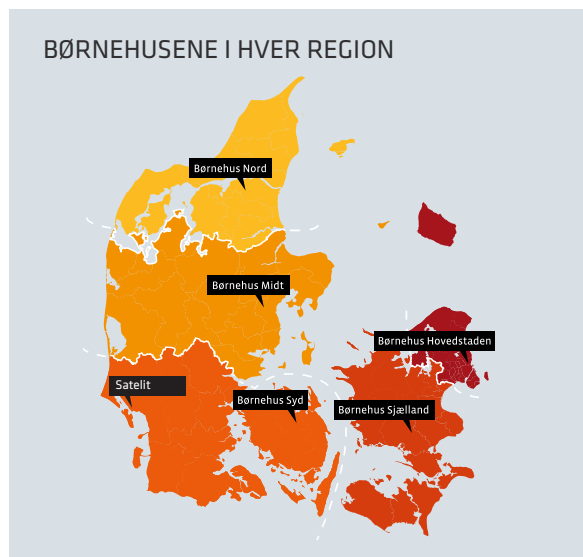 BØRNEHUSENE I HVER REGION
Børnehus Nord
Børnehus Midt
Børnehus Hovedstaden
Satelit
Børnehus Syd
Børnehus Sjælland